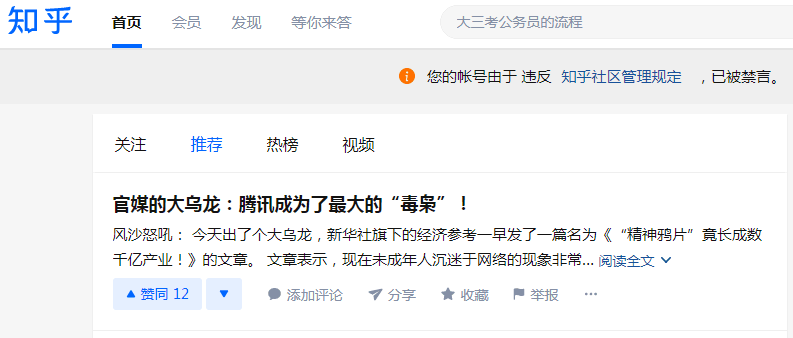 知乎 首页 会员 发现 等你来答 大三考公务员的流程
您的帐号由于 违反 知乎社区管理规定 ，已被禁言。
关注 推荐 热榜 视频
官媒的大乌龙：腾讯成为了最大的“毒枭”！
风沙怒吼： 今天出了个大乌龙，新华社旗下的经济参考一早发了一篇名为《 “精神鸦片”竟长成数
千亿产业！》的文章。 文章表示，现在未成年人沉迷于网络的现象非常... 阅读全文
赞同 12 添加评论 分享 收藏 举报 ···